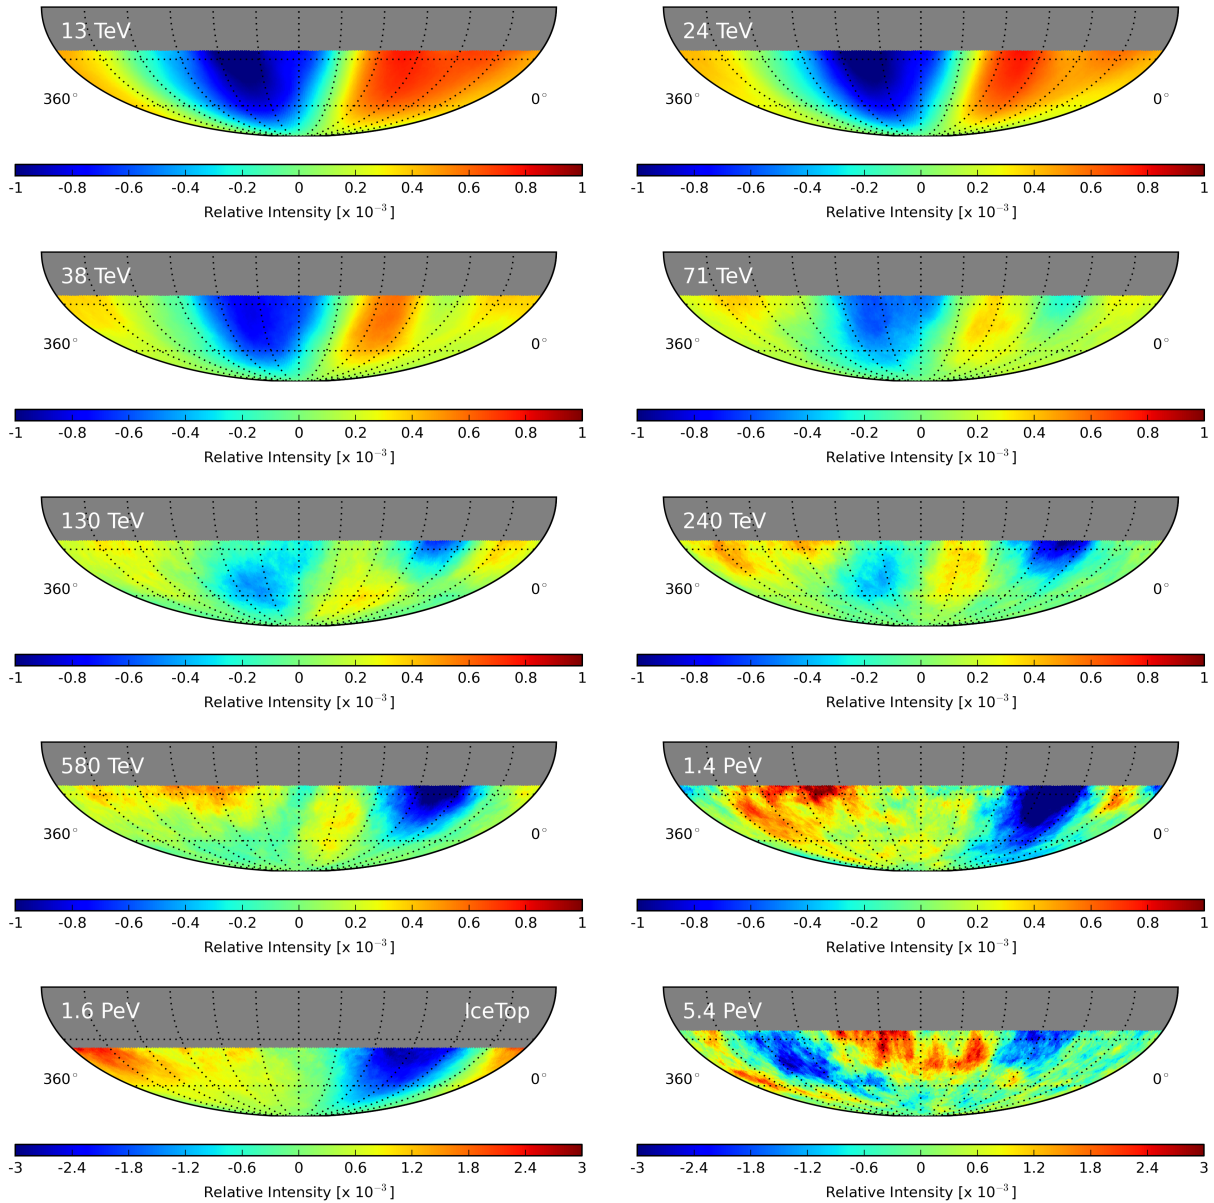 13 TeV
24 TeV
360° 0°
360° 0°
-1 -0.8 -0.6 -0.4 -0.2 0 0.2 0.4 0.6 0.8 1
-1 -0.8 -0.6 -0.4 -0.2 0 0.2 0.4 0.6 0.8 1
Relative Intensity [x 10⁻³ ]
Relative Intensity [x 10⁻³ ]
38 TeV
71 TeV
360° 0°
360° 0°
-1 -0.8 -0.6 -0.4 -0.2 0 0.2 0.4 0.6 0.8 1
-1 -0.8 -0.6 -0.4 -0.2 0 0.2 0.4 0.6 0.8 1
Relative Intensity [x 10⁻³ ]
Relative Intensity [x 10⁻³ ]
130 TeV
240 TeV
360° 0°
360° 0°
-1 -0.8 -0.6 -0.4 -0.2 0 0.2 0.4 0.6 0.8 1
-1 -0.8 -0.6 -0.4 -0.2 0 0.2 0.4 0.6 0.8 1
Relative Intensity [x 10⁻³ ]
Relative Intensity [x 10⁻³ ]
580 TeV
1.4 PeV
360° 0°
360° 0°
-1 -0.8 -0.6 -0.4 -0.2 0 0.2 0.4 0.6 0.8 1
-1 -0.8 -0.6 -0.4 -0.2 0 0.2 0.4 0.6 0.8 1
Relative Intensity [x 10⁻³ ]
Relative Intensity [x 10⁻³ ]
1.6 PeV IceTop
5.4 PeV
360° 0°
360° 0°
-3 -2.4 -1.8 -1.2 -0.6 0 0.6 1.2 1.8 2.4 3
-3 -2.4 -1.8 -1.2 -0.6 0 0.6 1.2 1.8 2.4 3
Relative Intensity [x 10⁻³ ]
Relative Intensity [x 10⁻³ ]